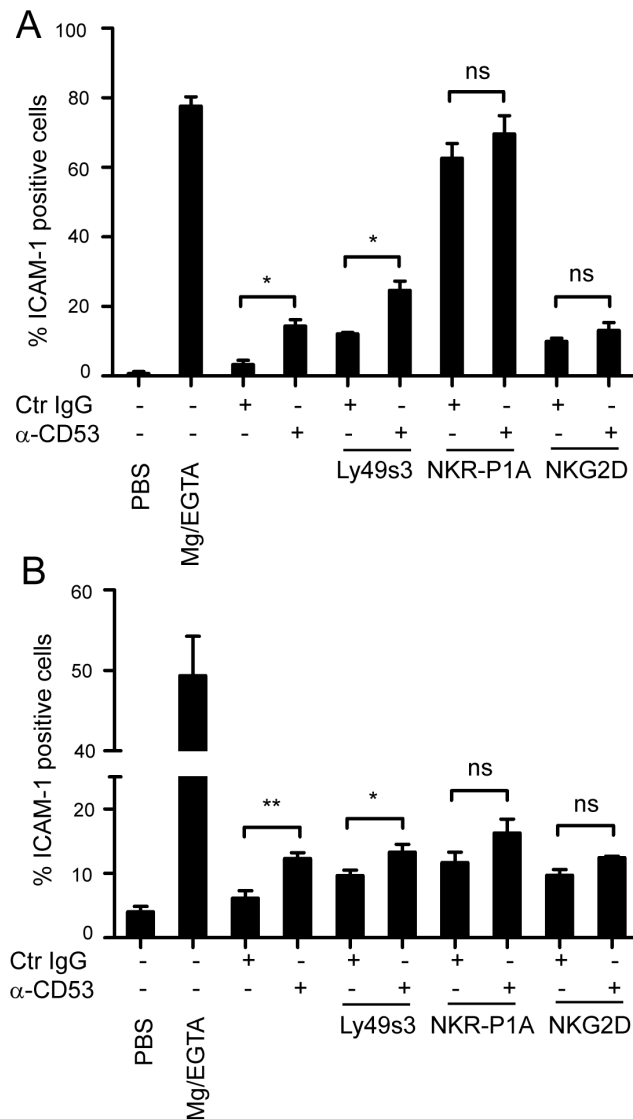 A
% ICAM-1 positive cells
100
80
60
40
20
0
ns
*
*
ns
Ctr IgG - - + - + - + - + -
α-CD53 - - - + - + - + - +
PBS
Mg/EGTA
Ly49s3 NKR-P1A NKG2D
B
% ICAM-1 positive cells
60
50
40
20
10
0
**
*
ns
ns
Ctr IgG - - + - + - + - + -
α-CD53 - - - + - + - + - +
PBS
Mg/EGTA
Ly49s3 NKR-P1A NKG2D